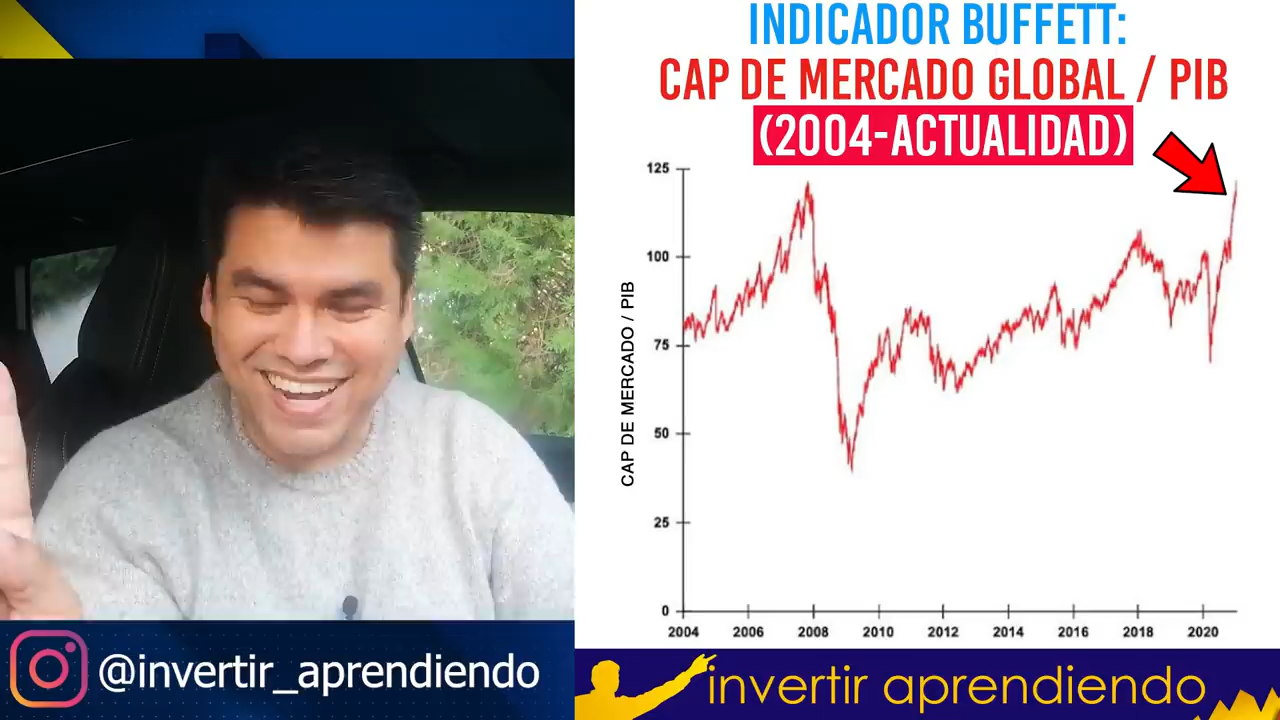 INDICADOR BUFFETT:
CAP DE MERCADO GLOBAL / PIB
(2004-ACTUALIDAD)
125
100
75
50
25
0
CAP DE MERCADO / PIB
2004 2006 2008 2010 2012 2014 2016 2018 2020
@invertir_aprendiendo
invertir aprendiendo